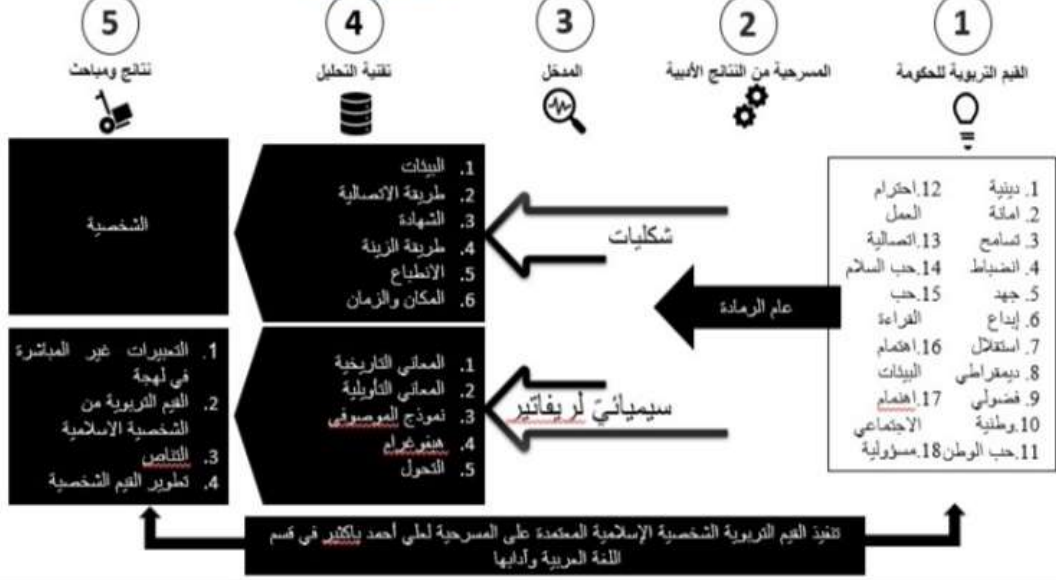 1
القيم التربوية للحكومة
1. دينية
2. امانة
3. تسامح
4. انضباط
5. جهد
6. إبداع
7. استقلال
8. ديمقراطي
9. فضولي
10. وطنية
11. حب الوطن
12. احترام
العمل
13. اتصالية
14. حب السلام
15. حب
القراءة
16. اهتمام
البيئات
17. اهتمام
الاجتماعي
18. مسؤولية
2
المسرحية من النتائج الأدبية
عام الرمادة
3
المدخل
شكليات
سيميائيّ لريفاتير
4
تقنية التحليل
1. البيئات
2. طريقة الاتصالية
3. الشهادة
4. طريقة الزينة
5. الانطباع
6. المكان والزمان
1. المعاني التاريخية
2. المعاني التأويلية
3. نموذج الموصوفي
4. هيفوغرام
5. التحول
5
نتائج ومباحث
الشخصية
1. التعبيرات غير المباشرة
في لهجة
2. القيم التربوية من
الشخصية الاسلامية
3. التناص
4. تطوير القيم الشخصية
تنفيذ القيم التربوية الشخصية الإسلامية المعتمدة على المسرحية لعلي أحمد باكثير في قسم
اللغة العربية وآدابها